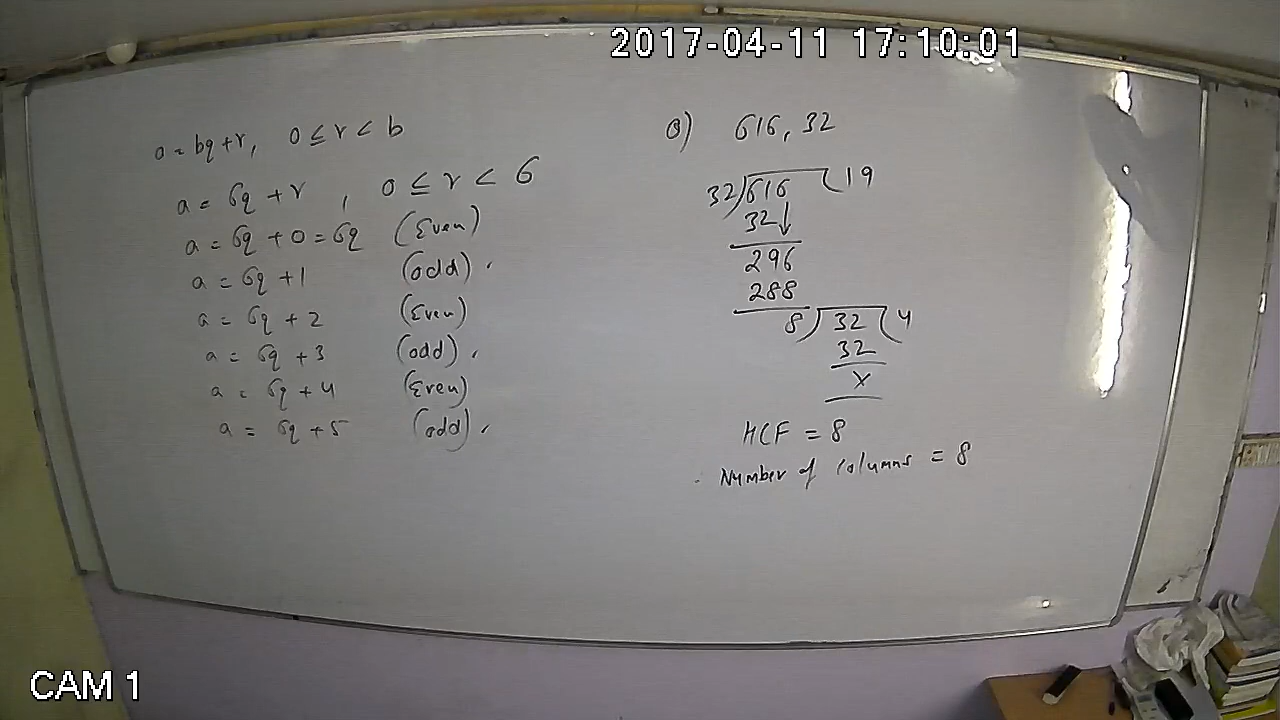 2017-04-11 17:10:01
a = bq + r, 0 ≤ r < b
a = 6q + r , 0 ≤ r < 6
a = 6q + 0 = 6q (Even)
a = 6q + 1 (odd) .
a = 6q + 2 (Even)
a = 6q + 3 (odd) .
a = 6q + 4 (Even)
a = 6q + 5 (odd) .
Q) 616, 32
32)616(19
32↓
296
288
8)32(4
32
x
HCF = 8
. Number of columns = 8
CAM 1